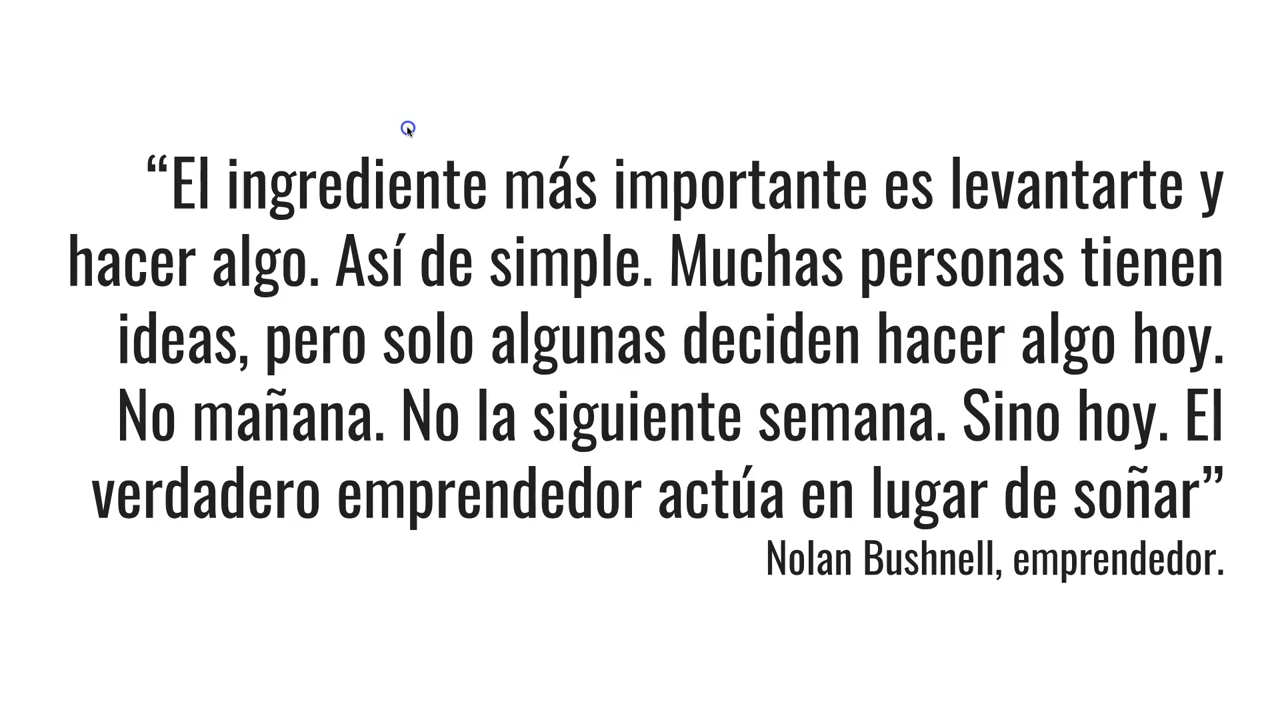 “El ingrediente más importante es levantarte y
hacer algo. Así de simple. Muchas personas tienen
ideas, pero solo algunas deciden hacer algo hoy.
No mañana. No la siguiente semana. Sino hoy. El
verdadero emprendedor actúa en lugar de soñar”
Nolan Bushnell, emprendedor.